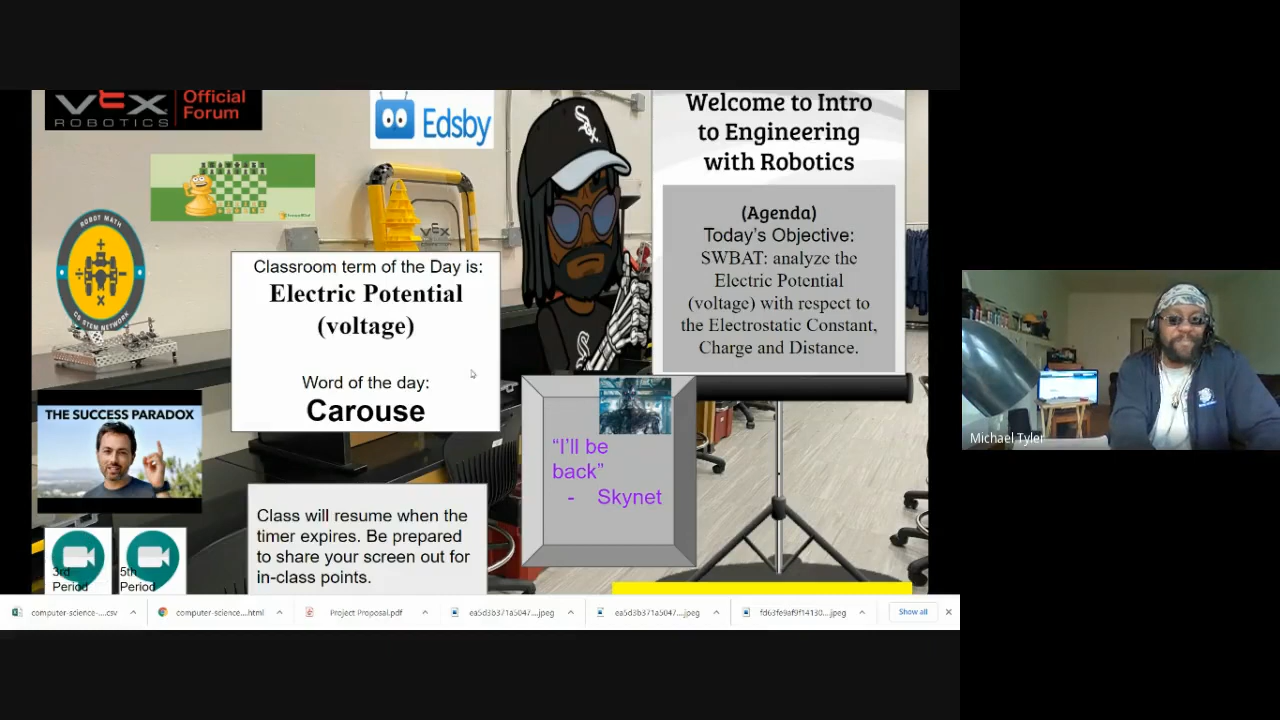 VEX
ROBOTICS
Official
Forum
Edsby
Welcome to Intro
to Engineering
with Robotics
(Agenda)
Today's Objective:
SWBAT: analyze the
Electric Potential
(voltage) with respect to
the Electrostatic Constant,
Charge and Distance.
ROBOT MATH
CS STEM NETWORK
Classroom term of the Day is:
Electric Potential
(voltage)
Word of the day:
Carouse
VEX
Sox
THE SUCCESS PARADOX
"I'll be
back"
- Skynet
Class will resume when the
timer expires. Be prepared
to share your screen out for
in-class points.
3rd
Period
5th
Period
Michael Tyler
computer-science-....csv
computer-science....html
Project Proposal.pdf
ea5d3b371a5047....jpeg
ea5d3b371a5047....jpeg
fd63fe9af9f14130....jpeg
Show all